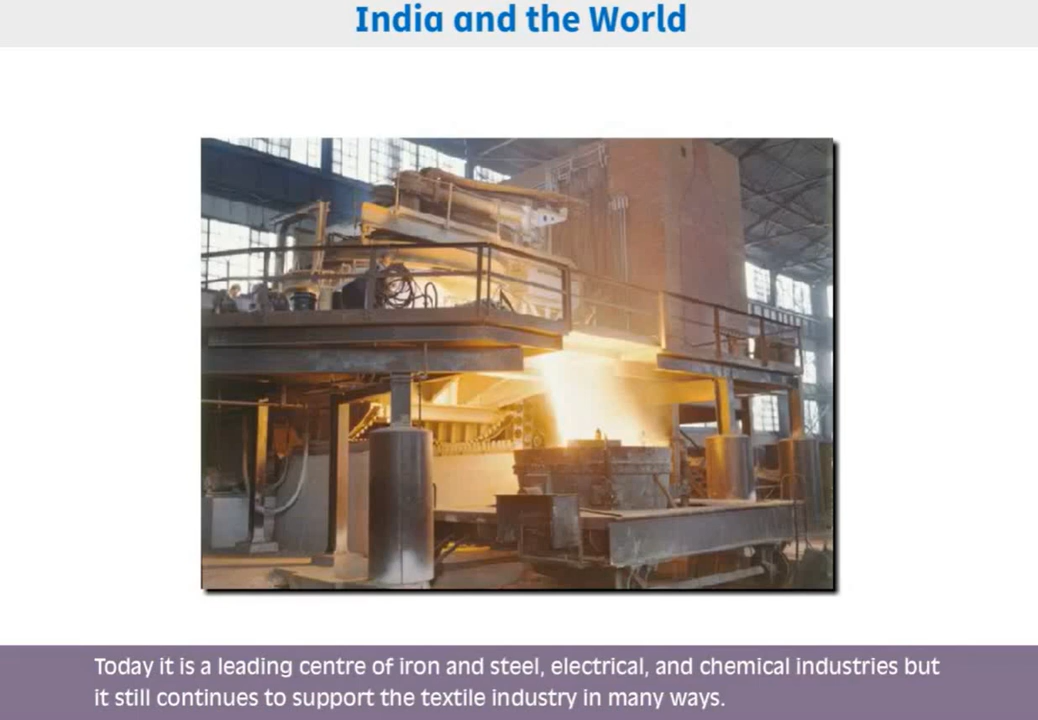 India and the World
Today it is a leading centre of iron and steel, electrical, and chemical industries but
it still continues to support the textile industry in many ways.